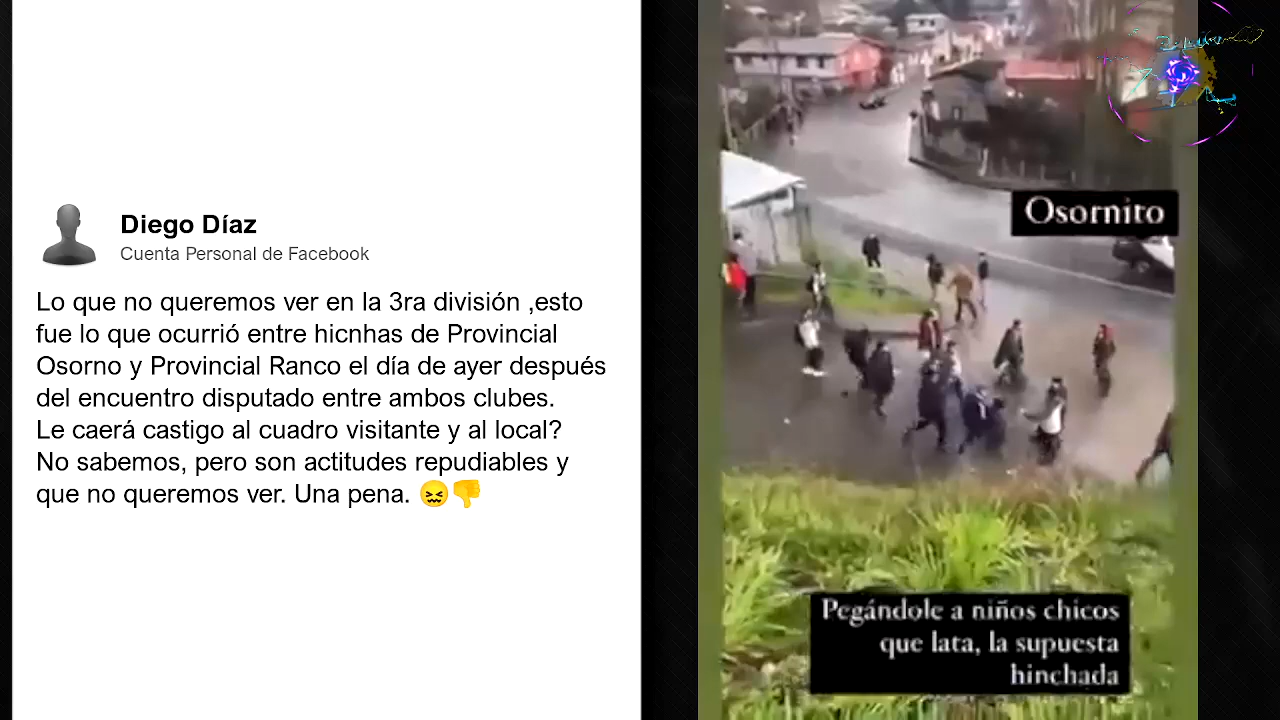 Diego Díaz
Cuenta Personal de Facebook
Lo que no queremos ver en la 3ra división ,esto
fue lo que ocurrió entre hicnhas de Provincial
Osorno y Provincial Ranco el día de ayer después
del encuentro disputado entre ambos clubes.
Le caerá castigo al cuadro visitante y al local?
No sabemos, pero son actitudes repudiables y
que no queremos ver. Una pena. 😖👎
Osornito
Pegándole a niños chicos
que lata, la supuesta
hinchada